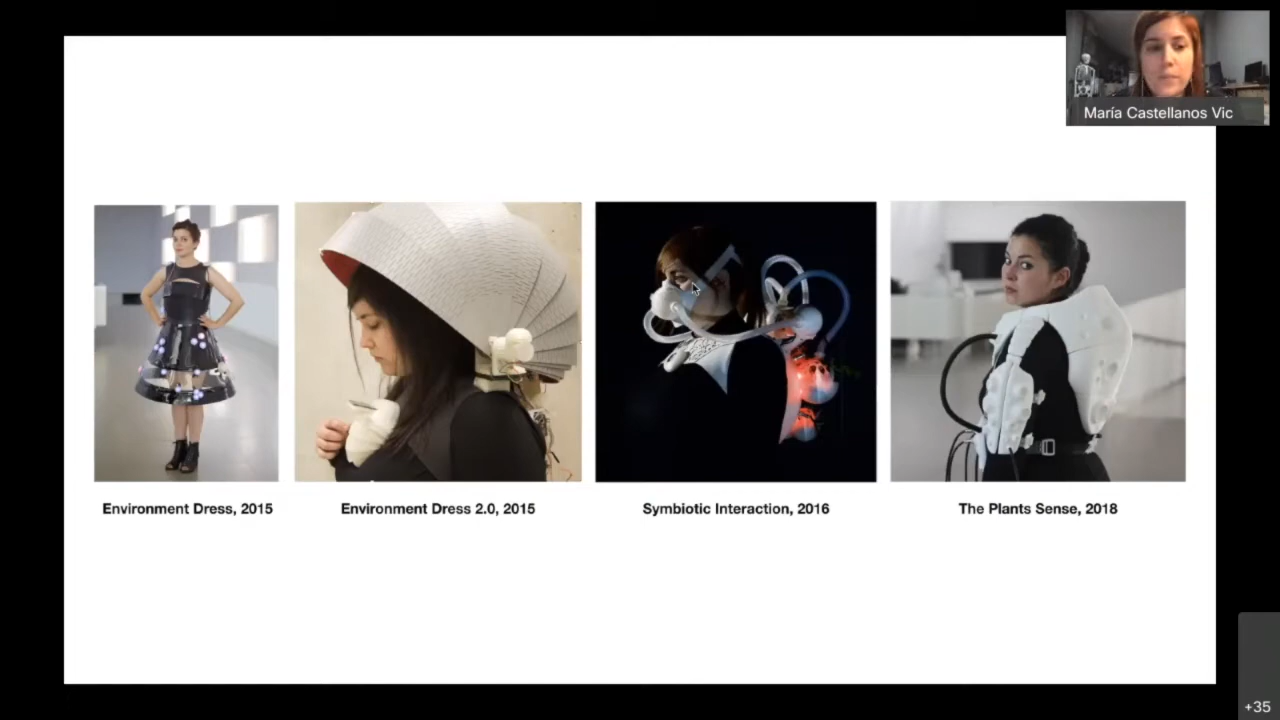 María Castellanos Vic
Environment Dress, 2015
Environment Dress 2.0, 2015
Symbiotic Interaction, 2016
The Plants Sense, 2018
+35